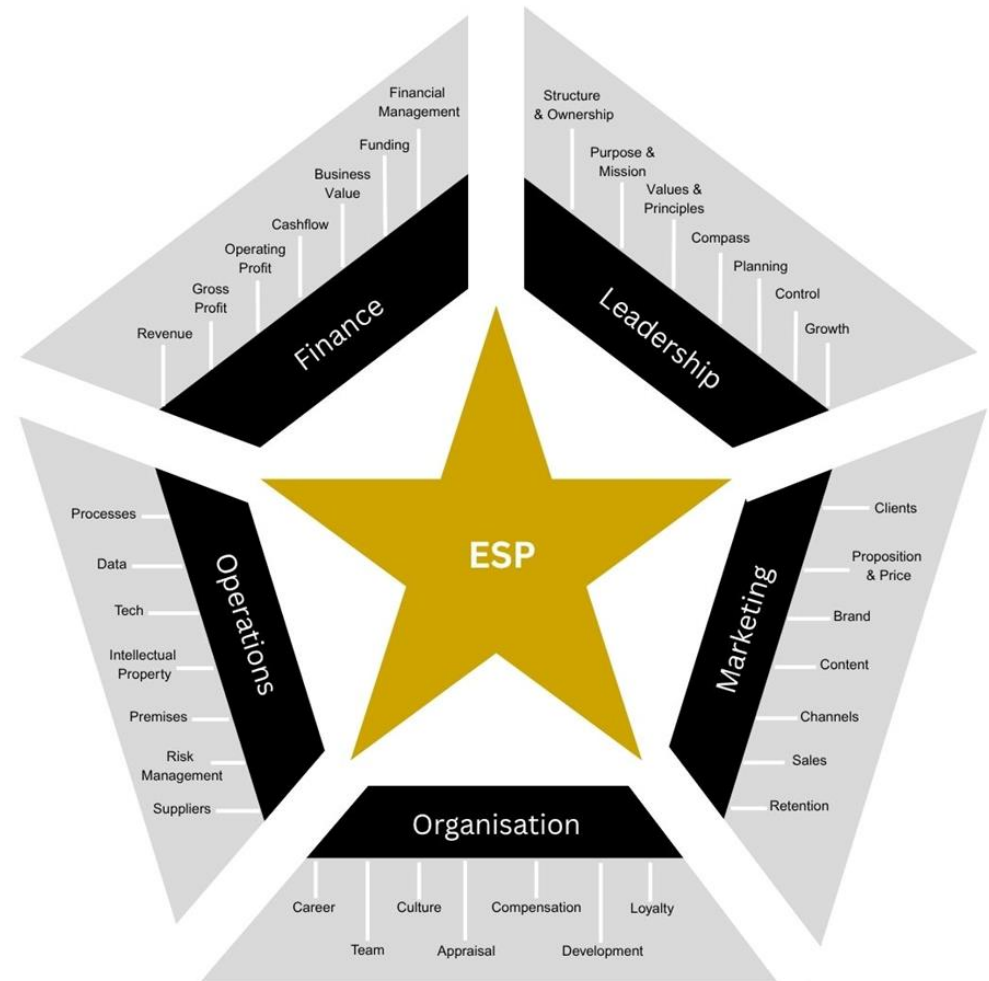 Financial
Management
Funding
Business
Value
Cashflow
Operating
Profit
Gross
Profit
Revenue
Finance
Structure
& Ownership
Purpose &
Mission
Values &
Principles
Compass
Planning
Control
Growth
Leadership
Clients
Proposition
& Price
Brand
Content
Channels
Sales
Retention
Marketing
Organisation
Career
Team
Culture
Appraisal
Compensation
Development
Loyalty
Processes
Data
Tech
Intellectual
Property
Premises
Risk
Management
Suppliers
Operations
ESP